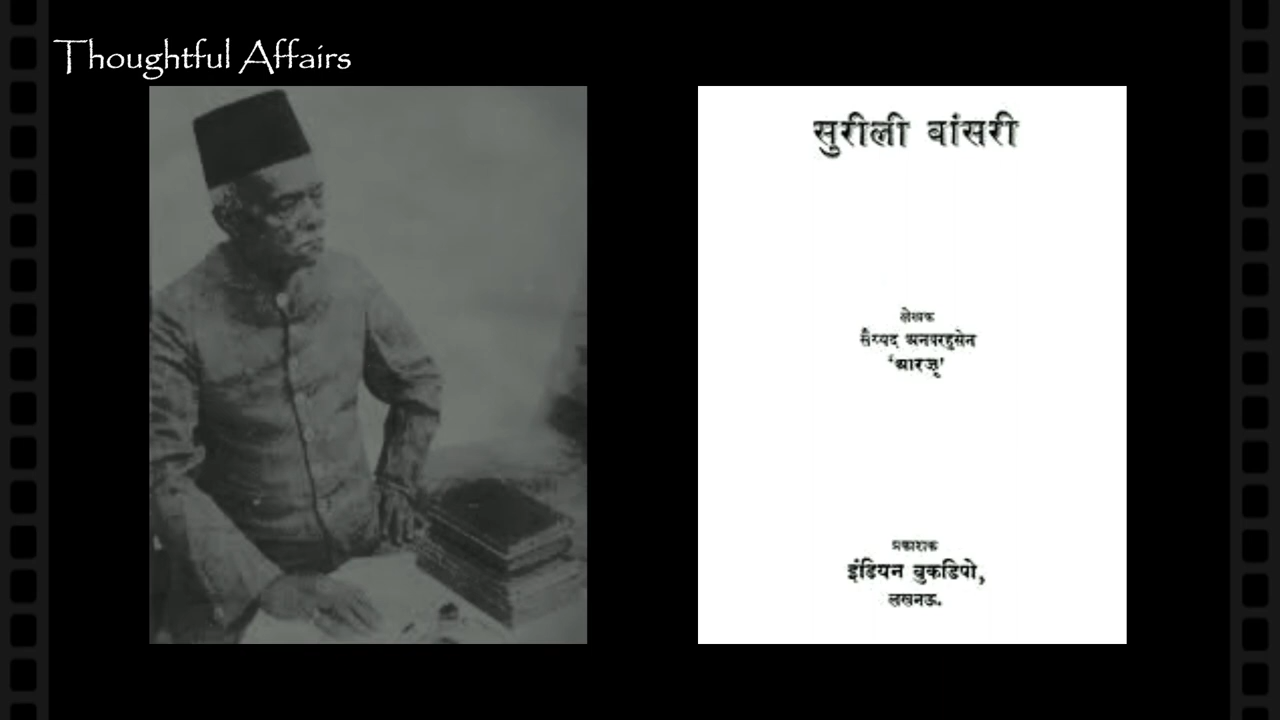 Thoughtful Affairs
सुरीली बांसरी
लेखक
सैय्यद अनवरहुसेन
'आरज़ू'
प्रकाशक
इंडियन बुकडिपो,
लखनऊ.